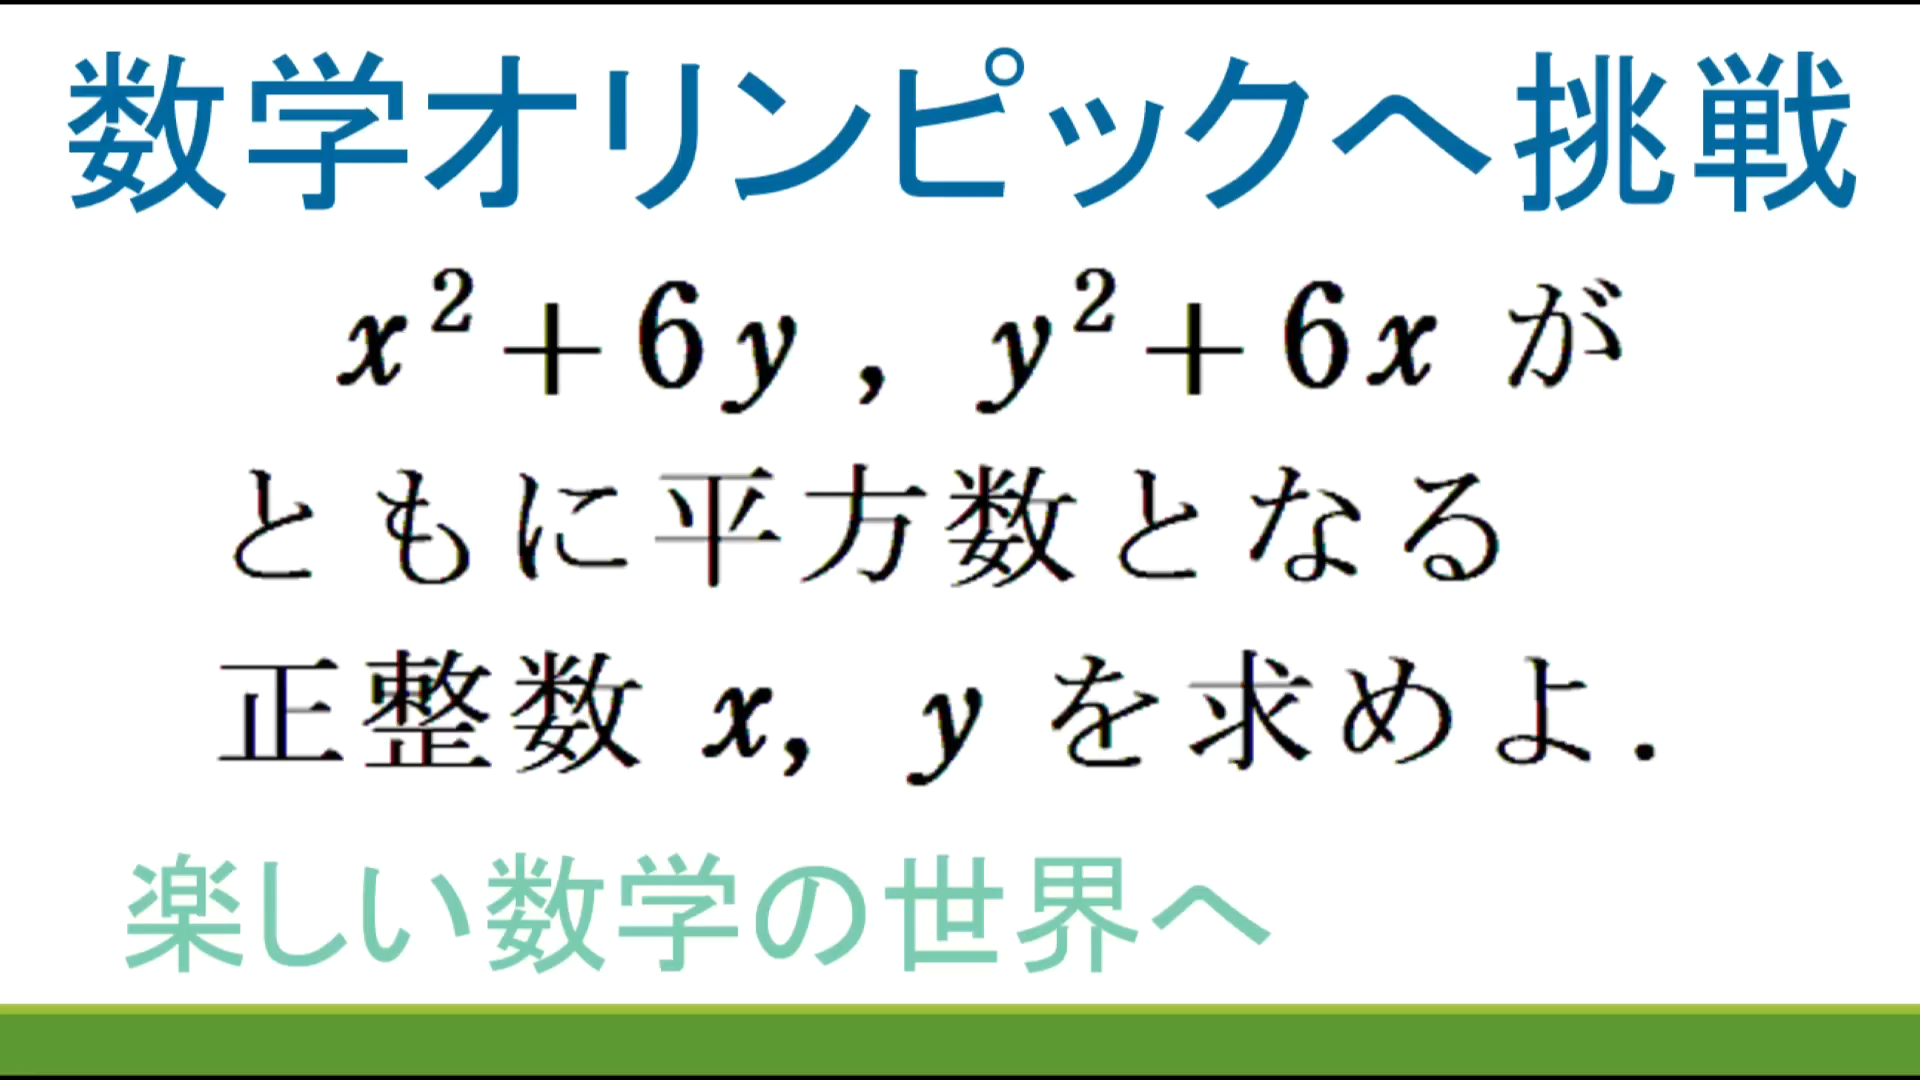 数学オリンピックへ挑戦
x²+6y , y²+6x が
ともに平方数となる
正整数 x, y を求めよ.
楽しい数学の世界へ